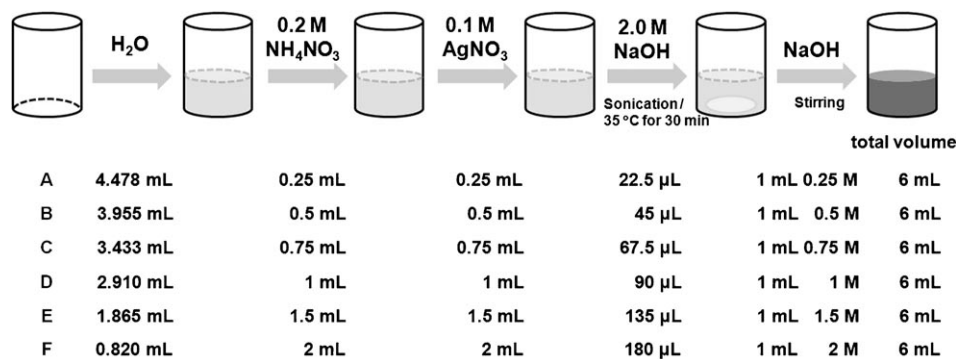 H₂O
0.2 M
NH₄NO₃
0.1 M
AgNO₃
2.0 M
NaOH
Sonication /
35 °C for 30 min
NaOH
Stirring
total volume
A 4.478 mL 0.25 mL 0.25 mL 22.5 µL 1 mL 0.25 M 6 mL
B 3.955 mL 0.5 mL 0.5 mL 45 µL 1 mL 0.5 M 6 mL
C 3.433 mL 0.75 mL 0.75 mL 67.5 µL 1 mL 0.75 M 6 mL
D 2.910 mL 1 mL 1 mL 90 µL 1 mL 1 M 6 mL
E 1.865 mL 1.5 mL 1.5 mL 135 µL 1 mL 1.5 M 6 mL
F 0.820 mL 2 mL 2 mL 180 µL 1 mL 2 M 6 mL